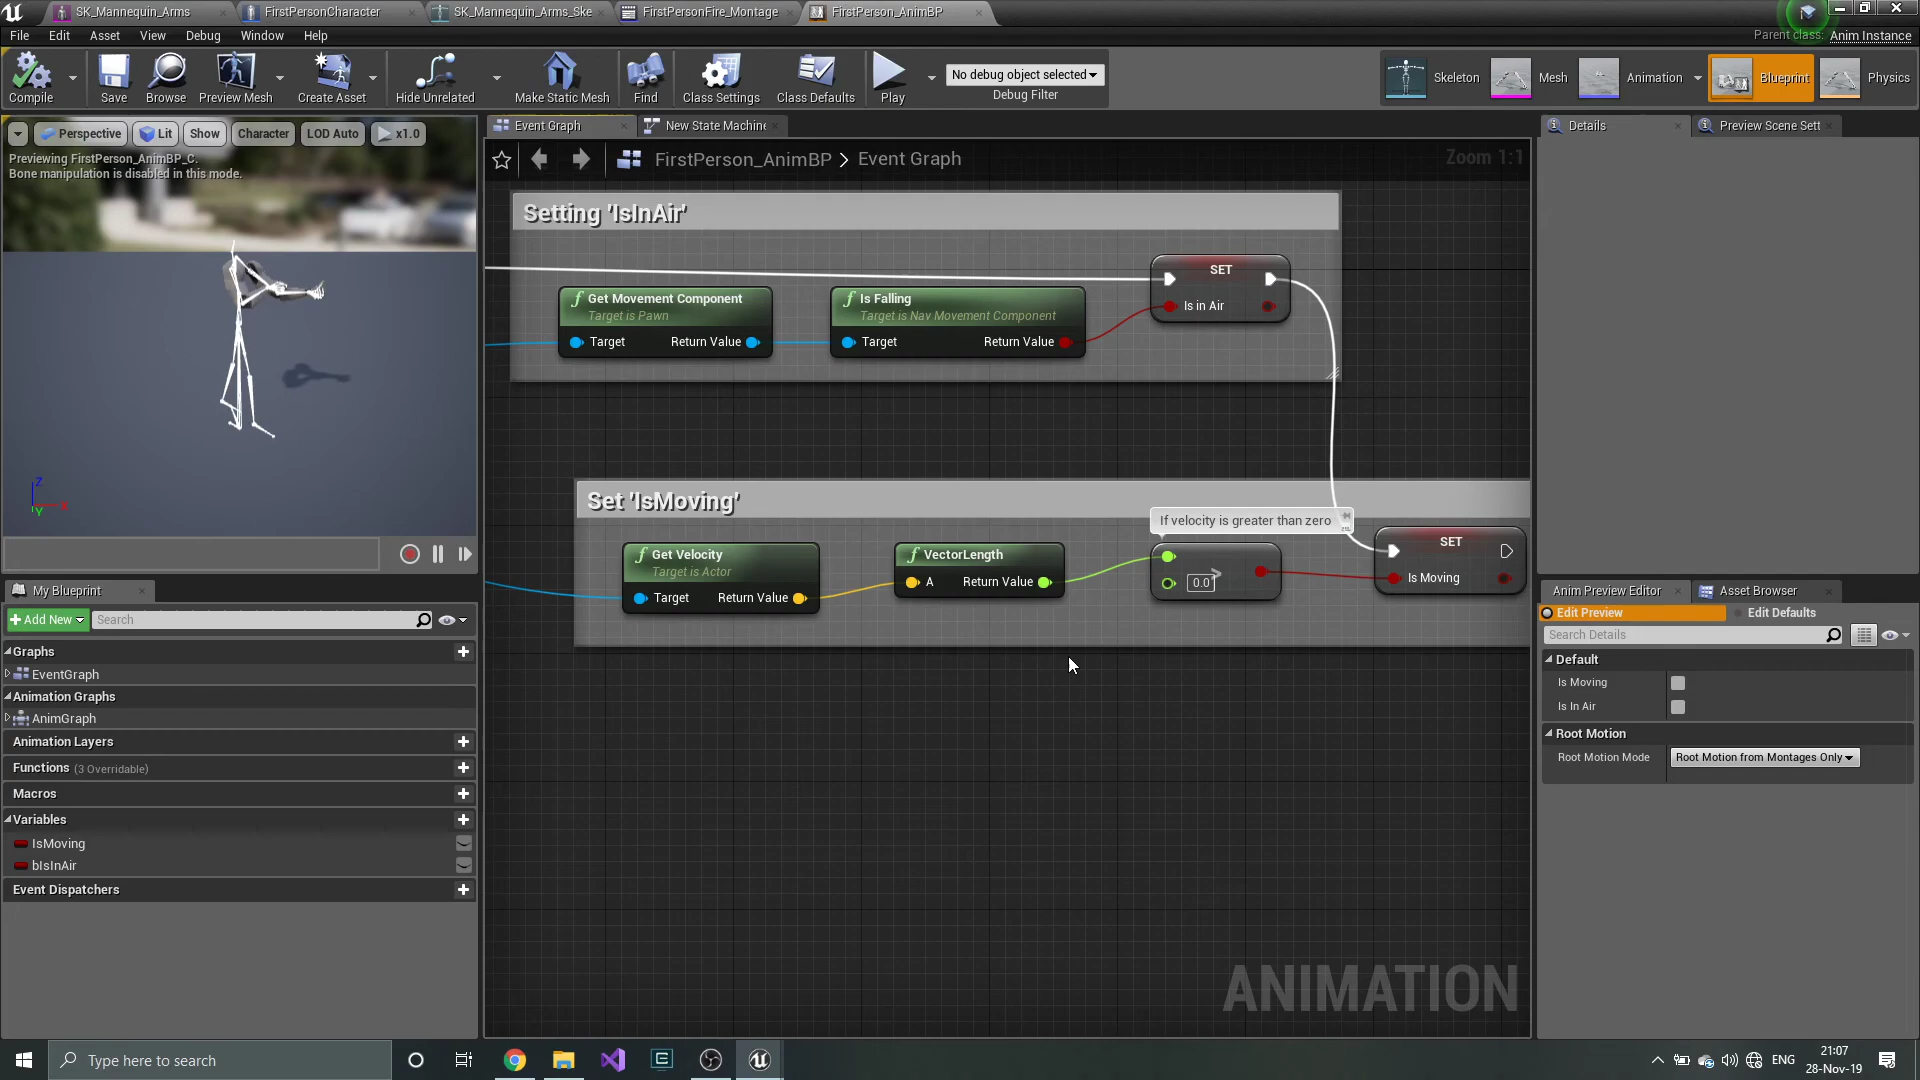 SK_Mannequin_Arms
FirstPersonCharacter
SK_Mannequin_Arms_Ske
FirstPersonFire_Montage
FirstPerson_AnimBP
File
Edit
Asset
View
Debug
Window
Help
Parent class:
Anim Instance
Compile
Save
Browse
Preview Mesh
Create Asset
Hide Unrelated
Make Static Mesh
Find
Class Settings
Class Defaults
Play
No debug object selected
Debug Filter
Skeleton
Mesh
Animation
Blueprint
Physics
Perspective
Lit
Show
Character
LOD Auto
x1.0
Previewing FirstPerson_AnimBP_C.
Bone manipulation is disabled in this mode.
Z
X
Y
Event Graph
New State Machine
FirstPerson_AnimBP > Event Graph
Zoom 1:1
Setting 'IsInAir'
Get Movement Component
Target is Pawn
Target
Return Value
Is Falling
Target is Nav Movement Component
Target
Return Value
SET
Is in Air
Set 'IsMoving'
If velocity is greater than zero
Get Velocity
Target is Actor
Target
Return Value
VectorLength
A
Return Value
>
0.0
SET
Is Moving
ANIMATION
My Blueprint
Add New
Search
Graphs
EventGraph
Animation Graphs
AnimGraph
Animation Layers
Functions (3 Overridable)
Macros
Variables
IsMoving
bIsInAir
Event Dispatchers
Details
Preview Scene Sett
Anim Preview Editor
Asset Browser
Edit Preview
Edit Defaults
Search Details
Default
Is Moving
Is In Air
Root Motion
Root Motion Mode
Root Motion from Montages Only
Type here to search
ENG
21:07
28-Nov-19